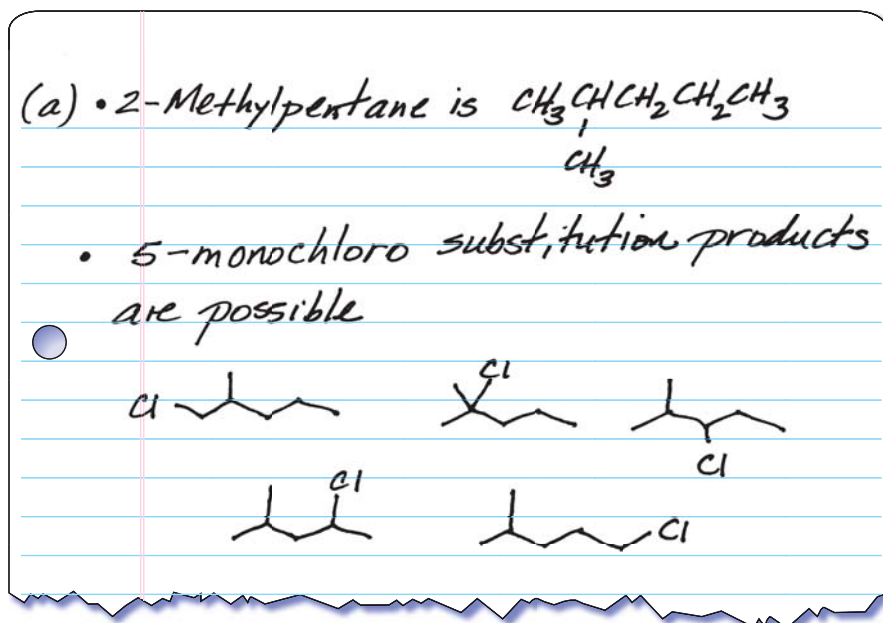 (a) • 2-Methylpentane is CH₃CHCH₂CH₂CH₃
CH₃
• 5-monochloro substitution products
are possible
Cl
Cl
Cl
Cl
Cl